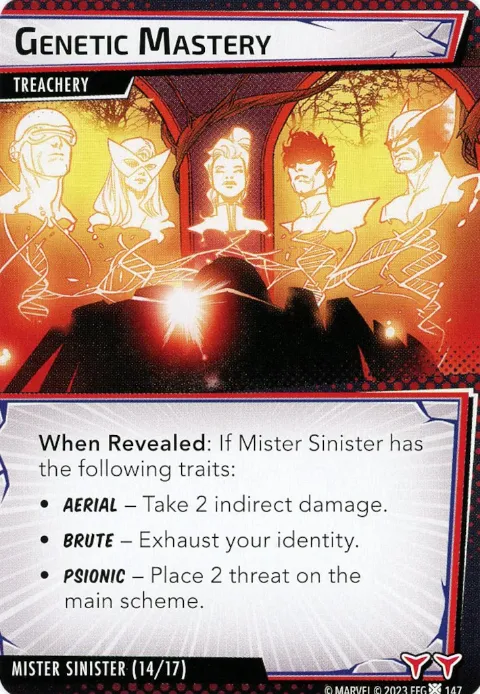 GENETIC MASTERY
TREACHERY
When Revealed: If Mister Sinister has
the following traits:
• AERIAL – Take 2 indirect damage.
• BRUTE – Exhaust your identity.
• PSIONIC – Place 2 threat on the
main scheme.
MISTER SINISTER (14/17)
© MARVEL © 2023 FFG 147